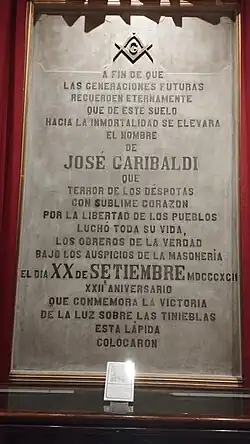 G
A FIN DE QUE
LAS GENERACIONES FUTURAS
RECUERDEN ETERNAMENTE
QUE DE ESTE SUELO
HACIA LA INMORTALIDAD SE ELEVARA
EL NOMBRE
DE
JOSÉ GARIBALDI
QUE
TERROR DE LOS DÉSPOTAS
CON SUBLIME CORAZON
POR LA LIBERTAD DE LOS PUEBLOS
LUCHÓ TODA SU VIDA,
LOS OBREROS DE LA VERDAD
BAJO LOS AUSPICIOS DE LA MASONERÍA
EL DIA XX DE SETIEMBRE MDCCCXCII
XXII ANIVERSARIO
QUE CONMEMORA LA VICTORIA
DE LA LUZ SOBRE LAS TINIEBLAS
ESTA LÁPIDA
COLOCARON